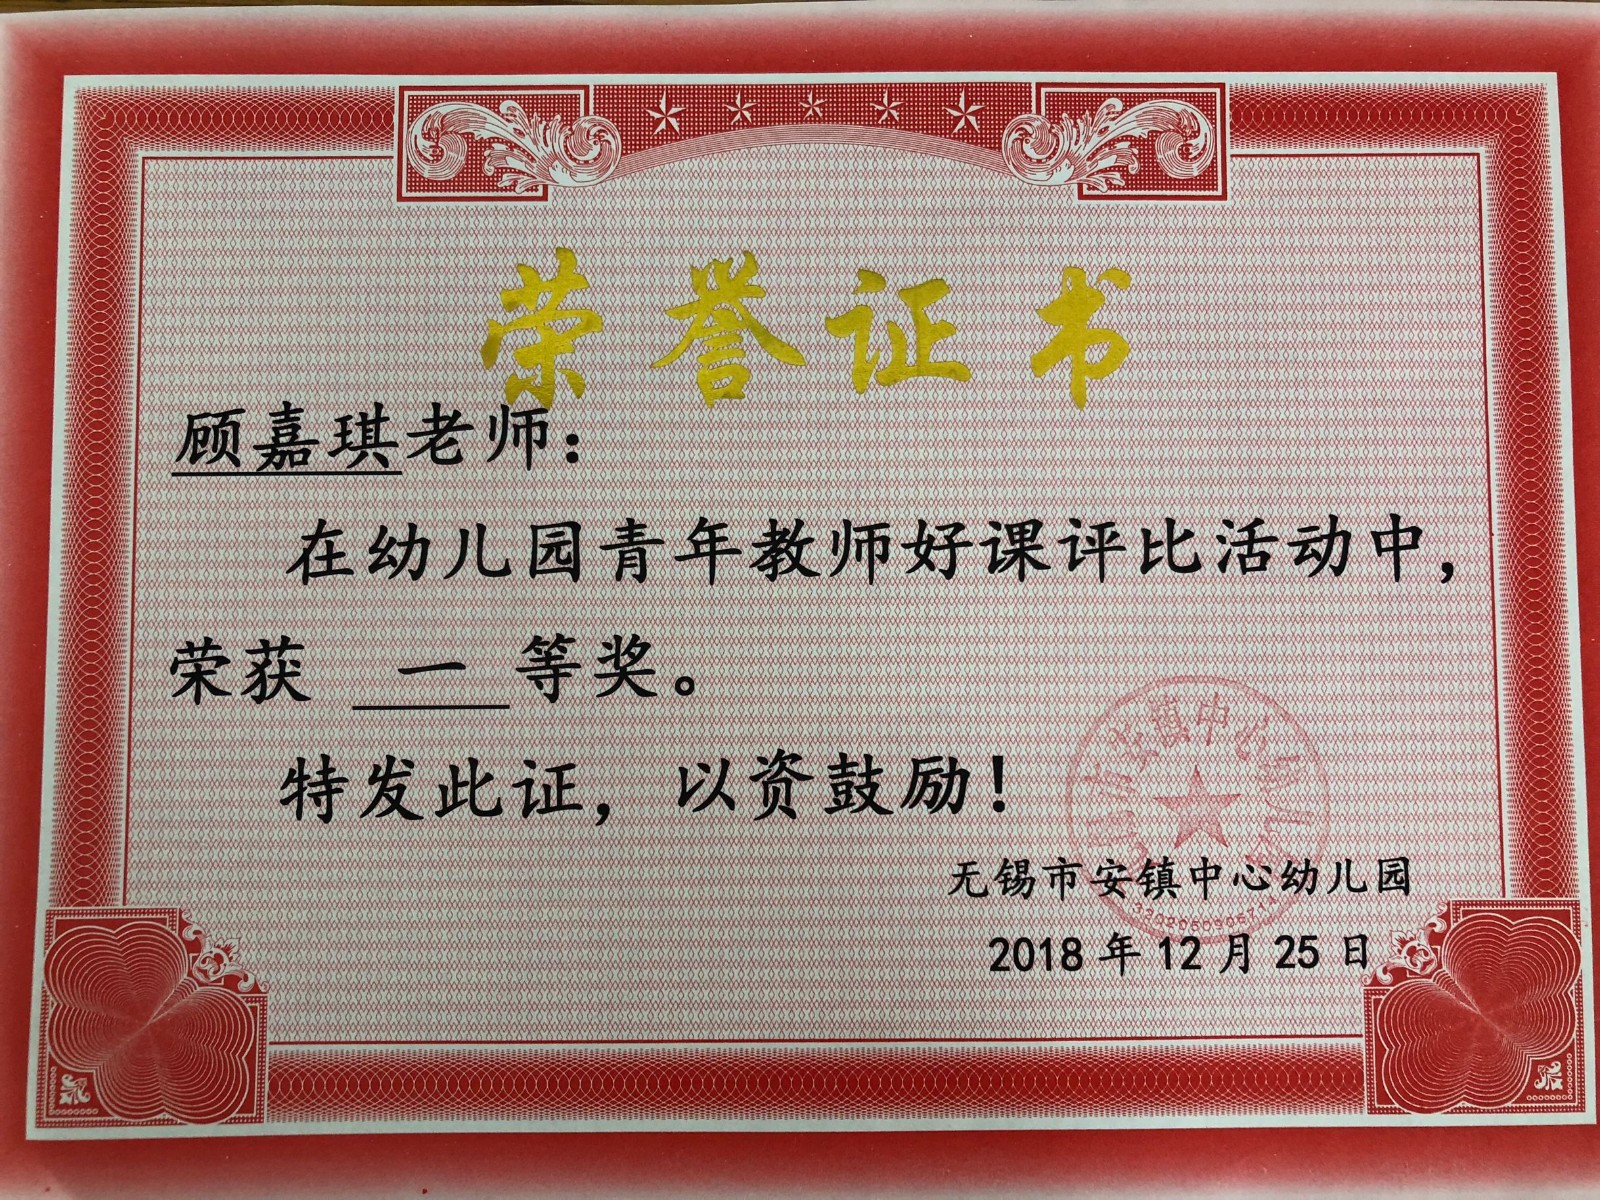 荣誉证书
顾嘉琪老师：
在幼儿园青年教师好课评比活动中，
荣获 一 等奖。
特发此证，以资鼓励！
无锡市安镇中心幼儿园
2018年12月25日